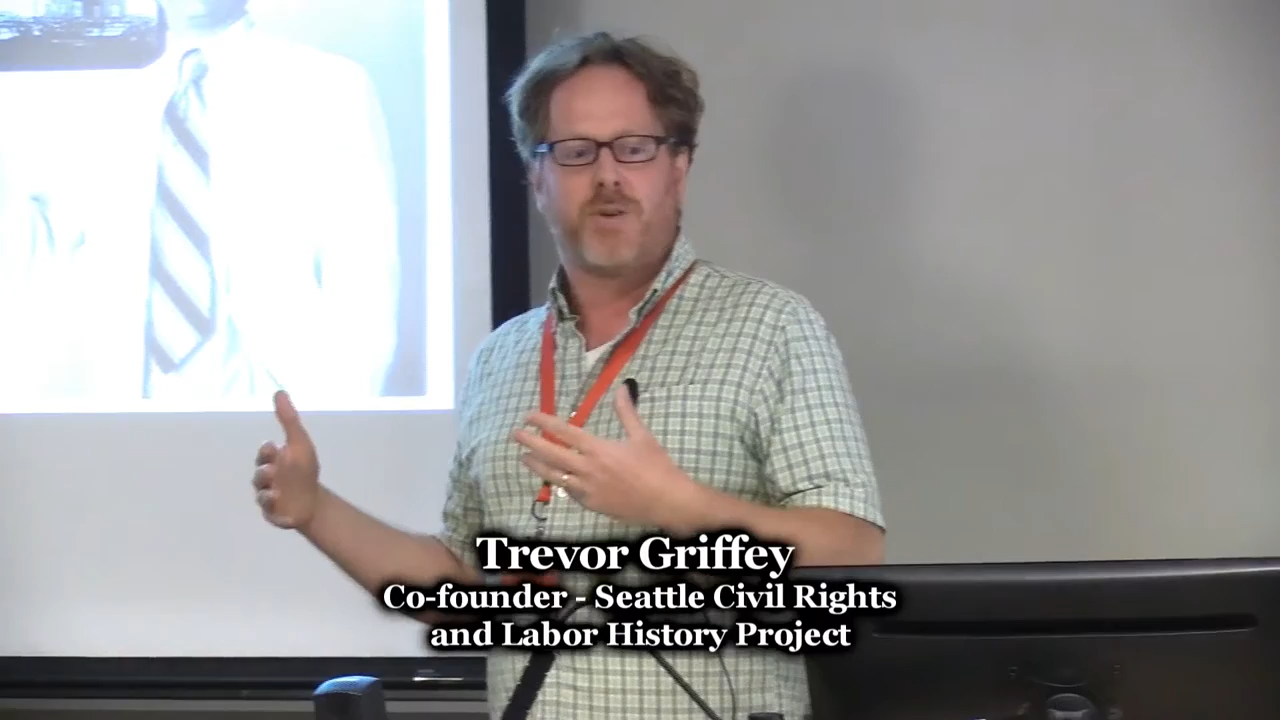 Trevor Griffey
Co-founder - Seattle Civil Rights
and Labor History Project